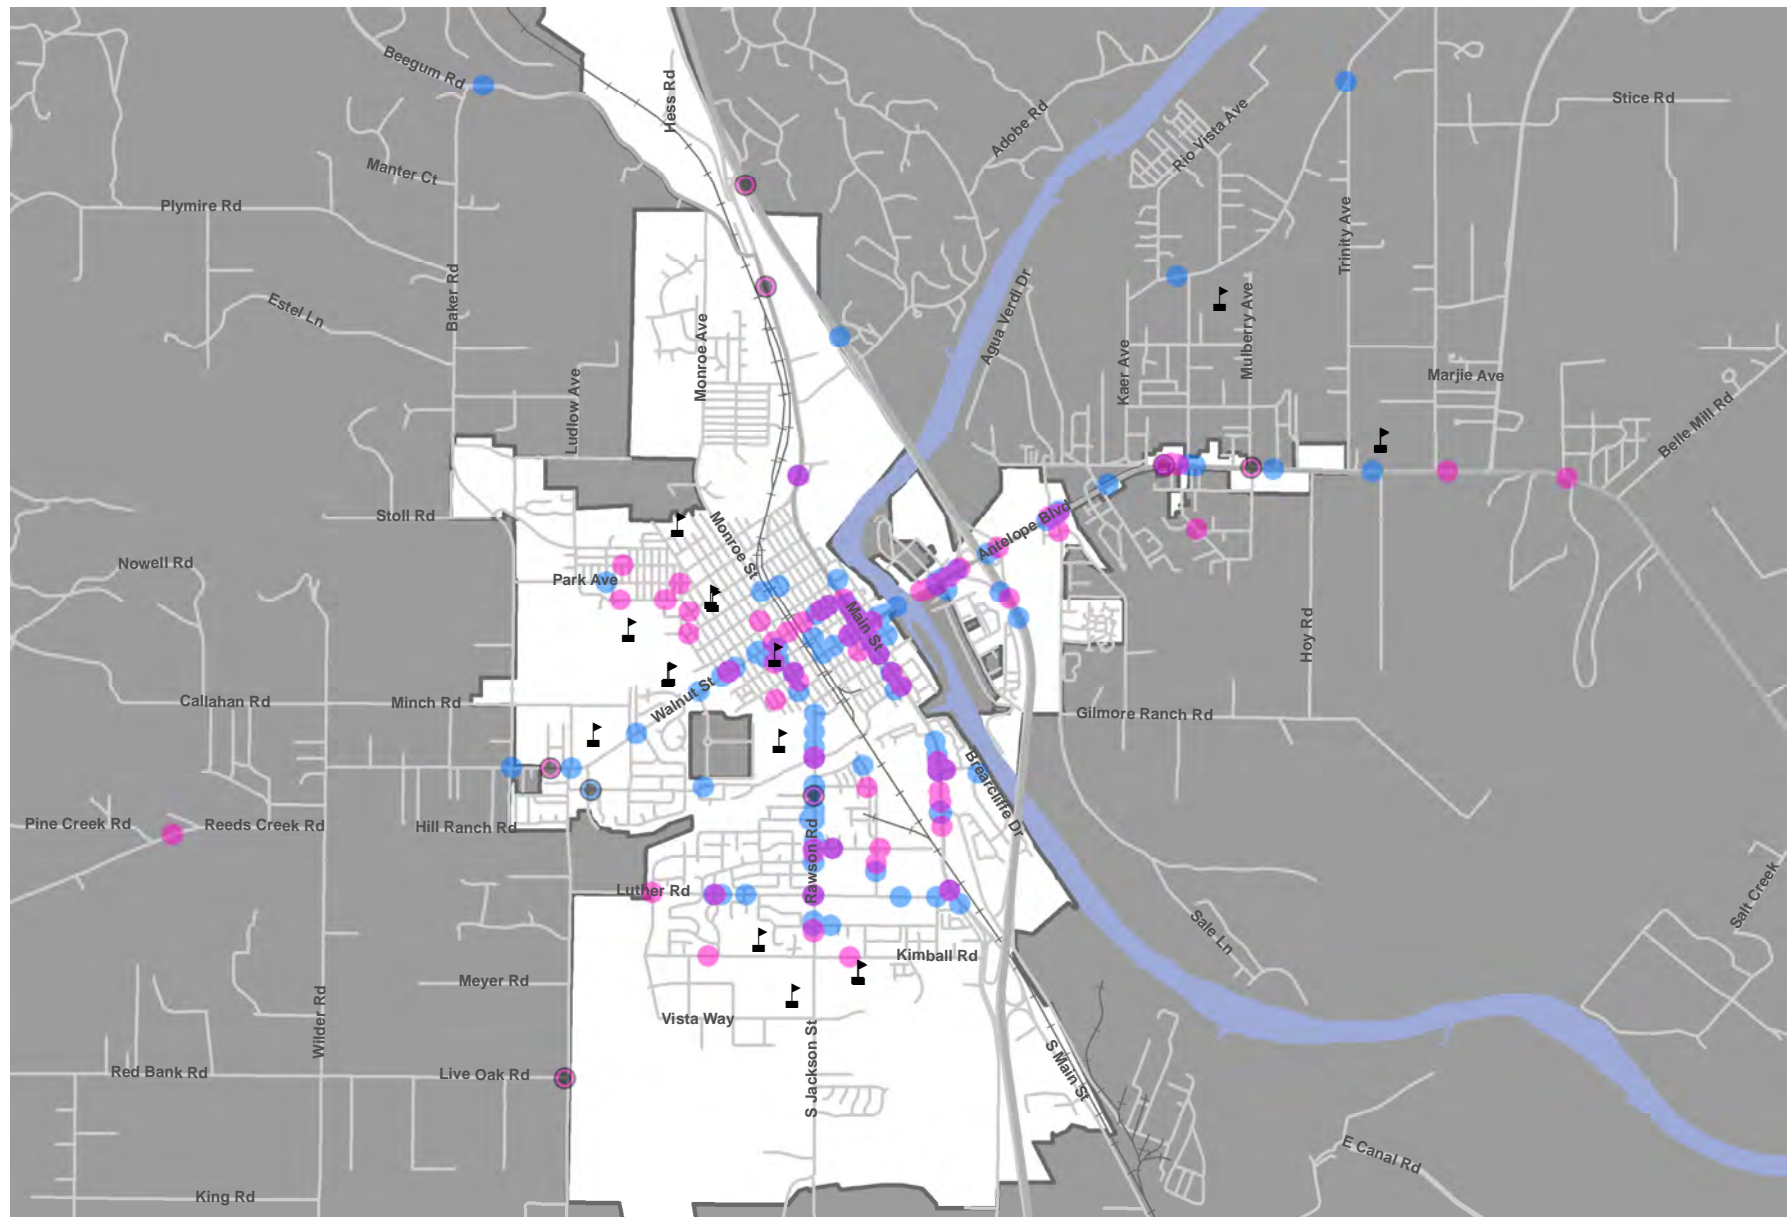 Beegum Rd
Hess Rd
Stice Rd
Adobe Rd
Rio Vista Ave
Manter Ct
Plymire Rd
Trinity Ave
Baker Rd
Estel Ln
Agua Verdi Dr
Mulberry Ave
Monroe Ave
Kaer Ave
Marjie Ave
Ludlow Ave
Belle Mill Rd
Stoll Rd
Monroe St
Antelope Blvd
Nowell Rd
Park Ave
Main St
Hoy Rd
Callahan Rd
Minch Rd
Walnut St
Gilmore Ranch Rd
Brearcliffe Dr
Pine Creek Rd
Reeds Creek Rd
Hill Ranch Rd
Rawson Rd
Luther Rd
Salt Creek
Sale Ln
Kimball Rd
Meyer Rd
Wilder Rd
Vista Way
S Jackson St
S Main St
Red Bank Rd
Live Oak Rd
E Canal Rd
King Rd